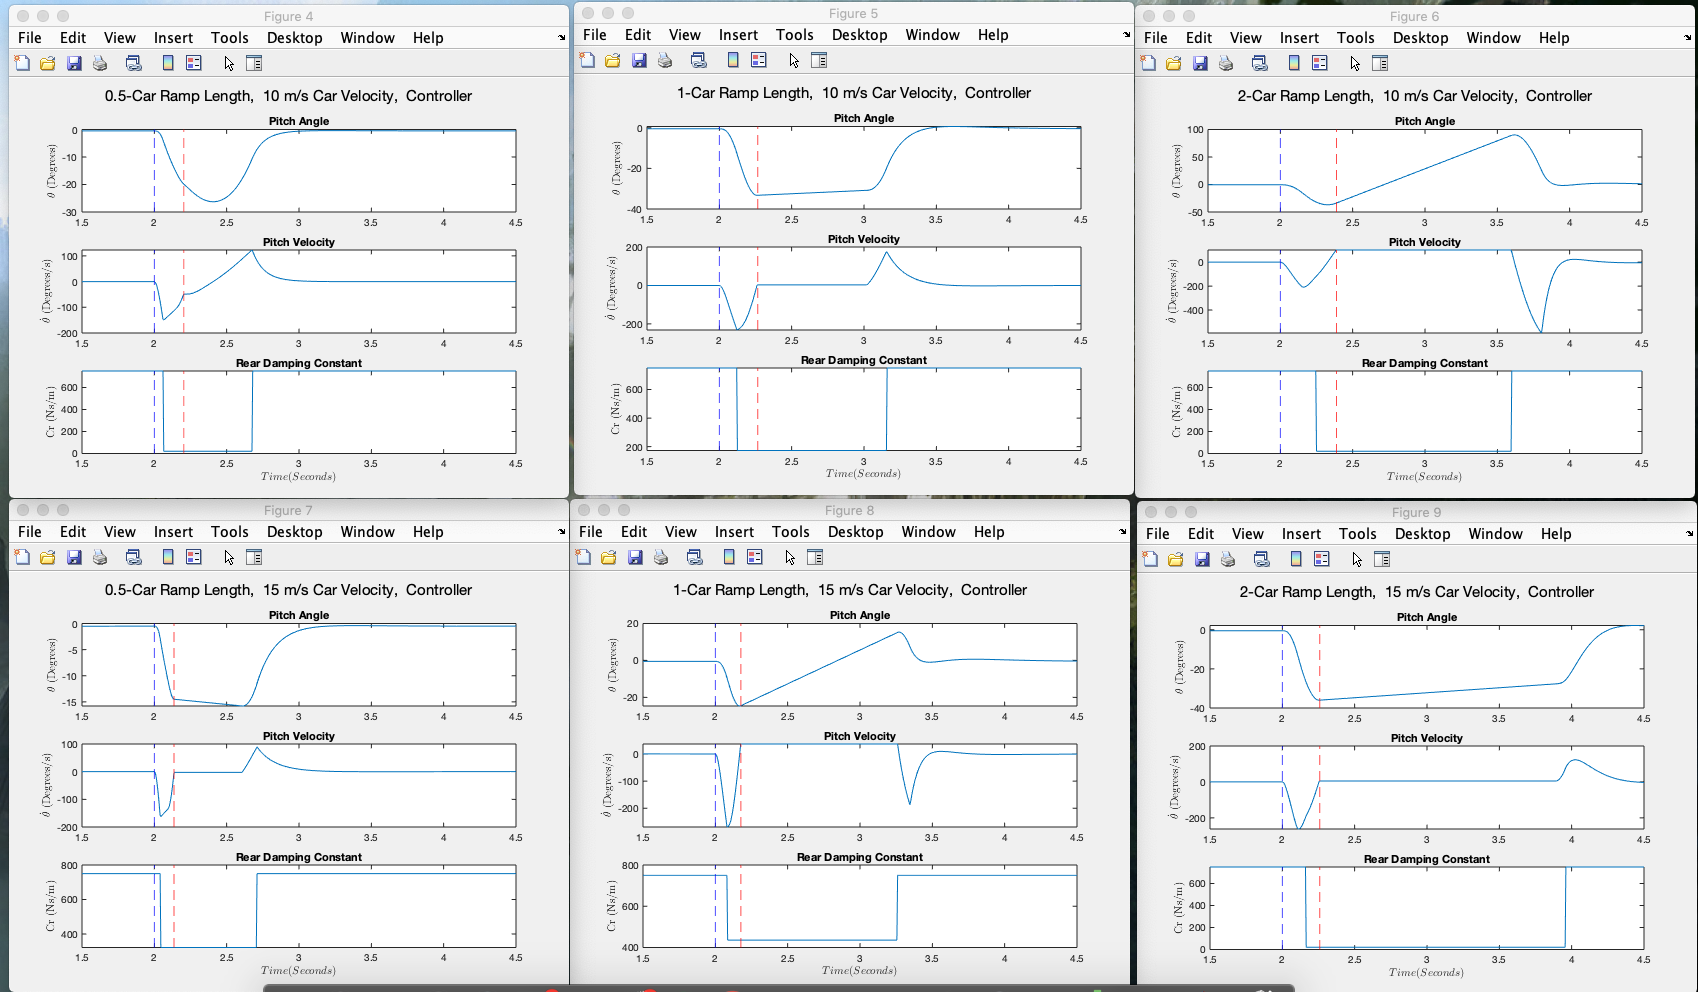 Figure 4
File Edit View Insert Tools Desktop Window Help
0.5-Car Ramp Length, 10 m/s Car Velocity, Controller
Pitch Angle
θ (Degrees)
0
-10
-20
-30
1.5 2 2.5 3 3.5 4 4.5
Pitch Velocity
θ̇ (Degrees/s)
100
0
-100
-200
1.5 2 2.5 3 3.5 4 4.5
Rear Damping Constant
Cr (Ns/m)
600
400
200
0
1.5 2 2.5 3 3.5 4 4.5
Time(Seconds)
Figure 5
File Edit View Insert Tools Desktop Window Help
1-Car Ramp Length, 10 m/s Car Velocity, Controller
Pitch Angle
θ (Degrees)
0
-20
-40
1.5 2 2.5 3 3.5 4 4.5
Pitch Velocity
θ̇ (Degrees/s)
200
0
-200
1.5 2 2.5 3 3.5 4 4.5
Rear Damping Constant
Cr (Ns/m)
600
400
200
1.5 2 2.5 3 3.5 4 4.5
Time(Seconds)
Figure 6
File Edit View Insert Tools Desktop Window Help
2-Car Ramp Length, 10 m/s Car Velocity, Controller
Pitch Angle
θ (Degrees)
100
50
0
-50
1.5 2 2.5 3 3.5 4 4.5
Pitch Velocity
θ̇ (Degrees/s)
0
-200
-400
1.5 2 2.5 3 3.5 4 4.5
Rear Damping Constant
Cr (Ns/m)
600
400
200
0
1.5 2 2.5 3 3.5 4 4.5
Time(Seconds)
Figure 7
File Edit View Insert Tools Desktop Window Help
0.5-Car Ramp Length, 15 m/s Car Velocity, Controller
Pitch Angle
θ (Degrees)
0
-5
-10
-15
1.5 2 2.5 3 3.5 4 4.5
Pitch Velocity
θ̇ (Degrees/s)
100
0
-100
-200
1.5 2 2.5 3 3.5 4 4.5
Rear Damping Constant
Cr (Ns/m)
800
600
400
1.5 2 2.5 3 3.5 4 4.5
Time(Seconds)
Figure 8
File Edit View Insert Tools Desktop Window Help
1-Car Ramp Length, 15 m/s Car Velocity, Controller
Pitch Angle
θ (Degrees)
20
0
-20
1.5 2 2.5 3 3.5 4 4.5
Pitch Velocity
θ̇ (Degrees/s)
0
-100
-200
1.5 2 2.5 3 3.5 4 4.5
Rear Damping Constant
Cr (Ns/m)
800
600
400
1.5 2 2.5 3 3.5 4 4.5
Time(Seconds)
Figure 9
File Edit View Insert Tools Desktop Window Help
2-Car Ramp Length, 15 m/s Car Velocity, Controller
Pitch Angle
θ (Degrees)
0
-20
-40
1.5 2 2.5 3 3.5 4 4.5
Pitch Velocity
θ̇ (Degrees/s)
200
0
-200
1.5 2 2.5 3 3.5 4 4.5
Rear Damping Constant
Cr (Ns/m)
600
400
200
0
1.5 2 2.5 3 3.5 4 4.5
Time(Seconds)